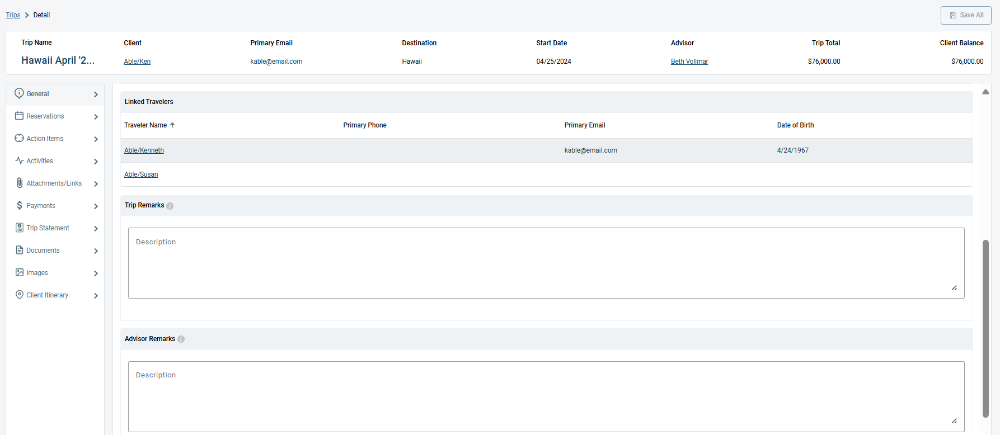 Trips > Detail
Save All
Trip Name Client Primary Email Destination Start Date Advisor Trip Total Client Balance
Hawaii April '2... Able/Ken kable@email.com Hawaii 04/25/2024 Beth Vollmar $76,000.00 $76,000.00
General
Reservations
Action Items
Activities
Attachments/Links
Payments
Trip Statement
Documents
Images
Client Itinerary
Linked Travelers
Traveler Name Primary Phone Primary Email Date of Birth
Able/Kenneth kable@email.com 4/24/1967
Able/Susan
Trip Remarks
Description
Advisor Remarks
Description